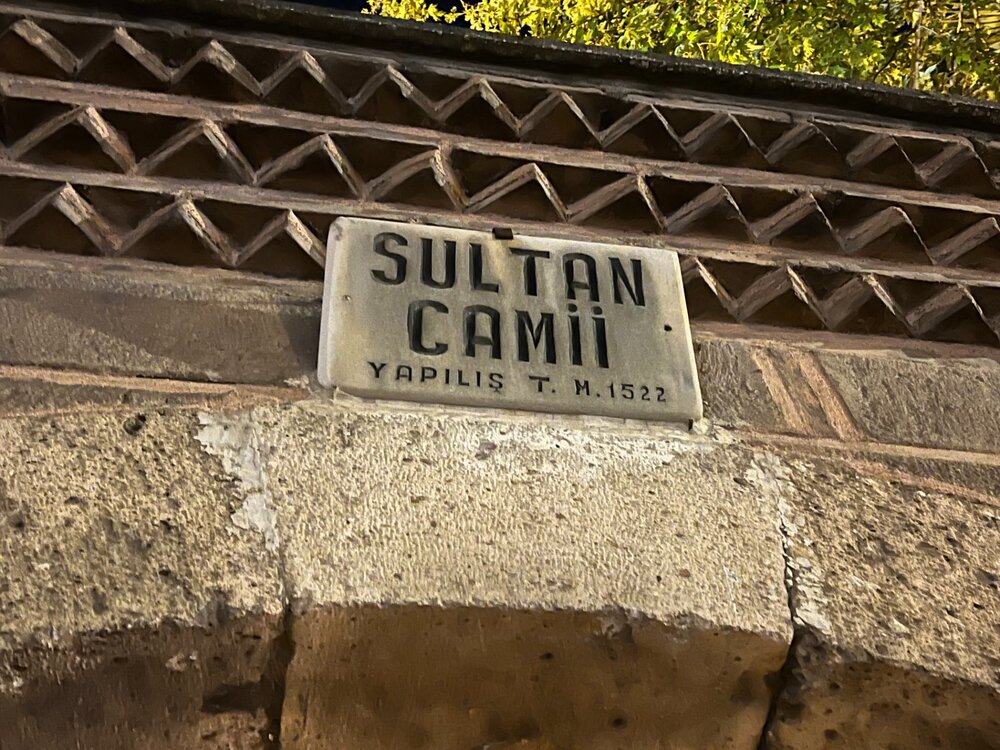 SULTAN
CAMİİ
YAPILIŞ T. M. 1522